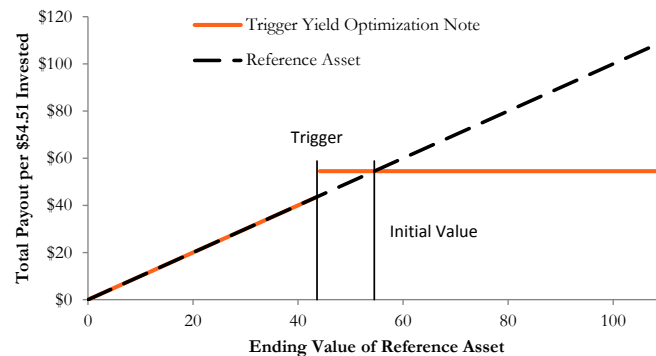 $120
Trigger Yield Optimization Note
Reference Asset
$100
$80
$60
$40
$20
$0
Total Payout per $54.51 Invested
Trigger
Initial Value
0
20
40
60
80
100
Ending Value of Reference Asset